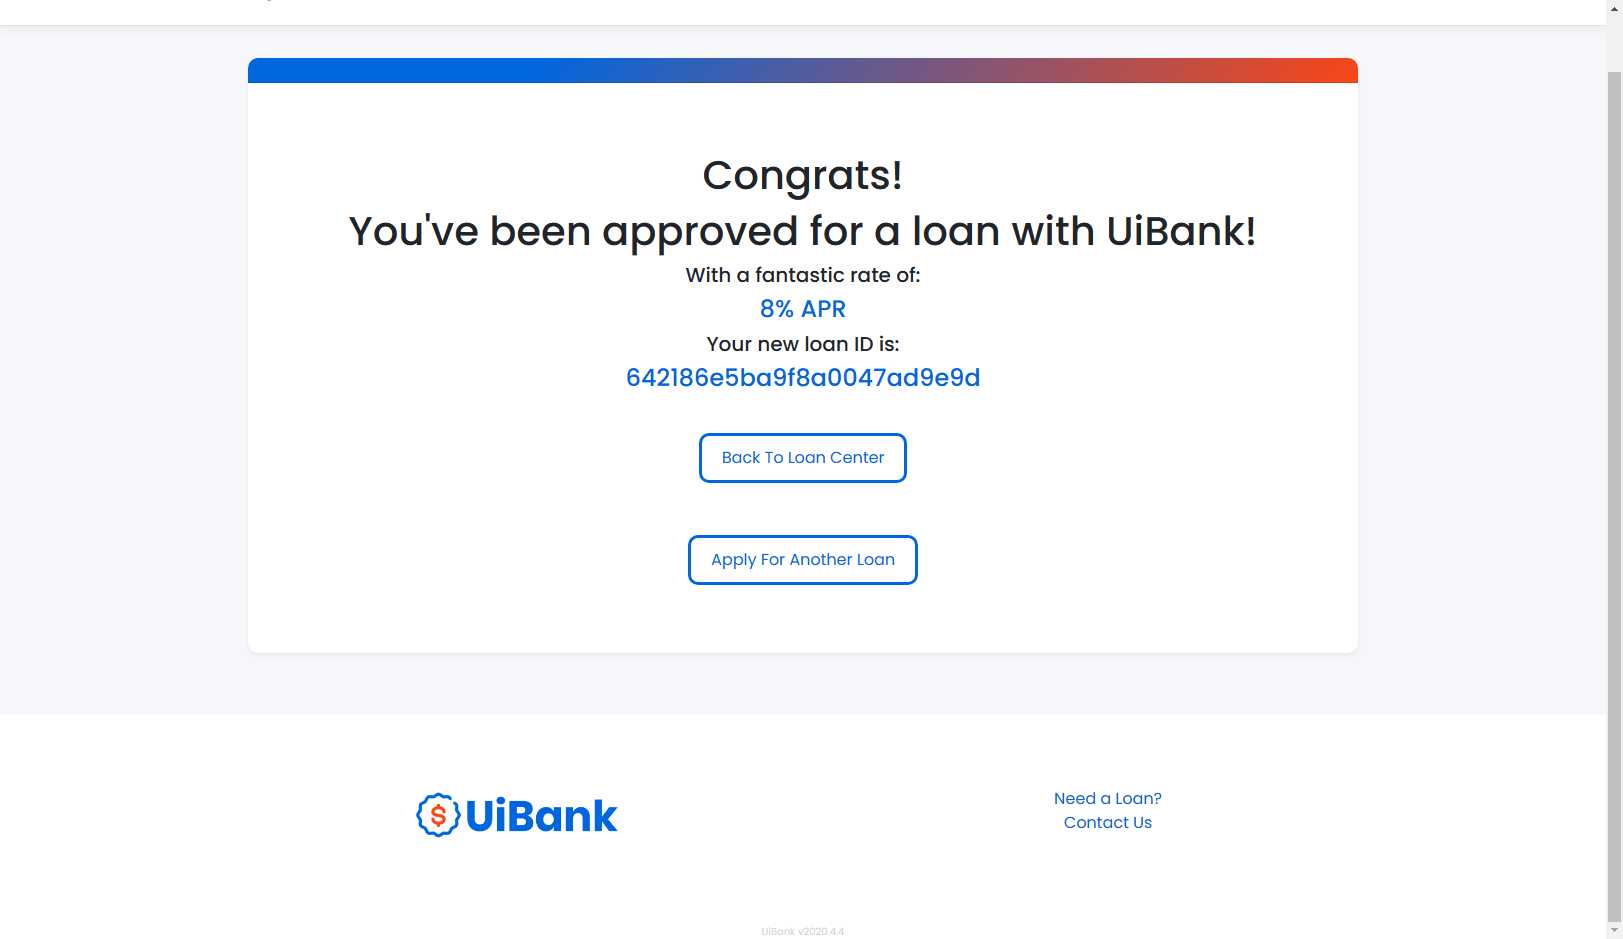 Congrats!
You've been approved for a loan with UiBank!
With a fantastic rate of:
8% APR
Your new loan ID is:
642186e5ba9f8a0047ad9e9d
Back To Loan Center
Apply For Another Loan
UiBank
Need a Loan?
Contact Us
UiBank v2020.4.4